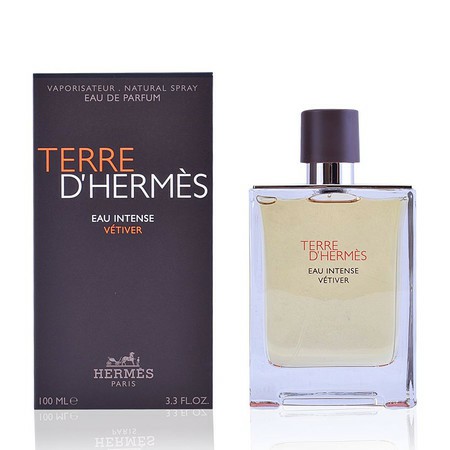 VAPORISATEUR . NATURAL SPRAY
EAU DE PARFUM
TERRE
D'HERMÈS
EAU INTENSE
VÉTIVER
HERMÈS
PARIS
100 ML℮ 3.3 FL.OZ.
TERRE
D'HERMÈS
EAU INTENSE
VÉTIVER